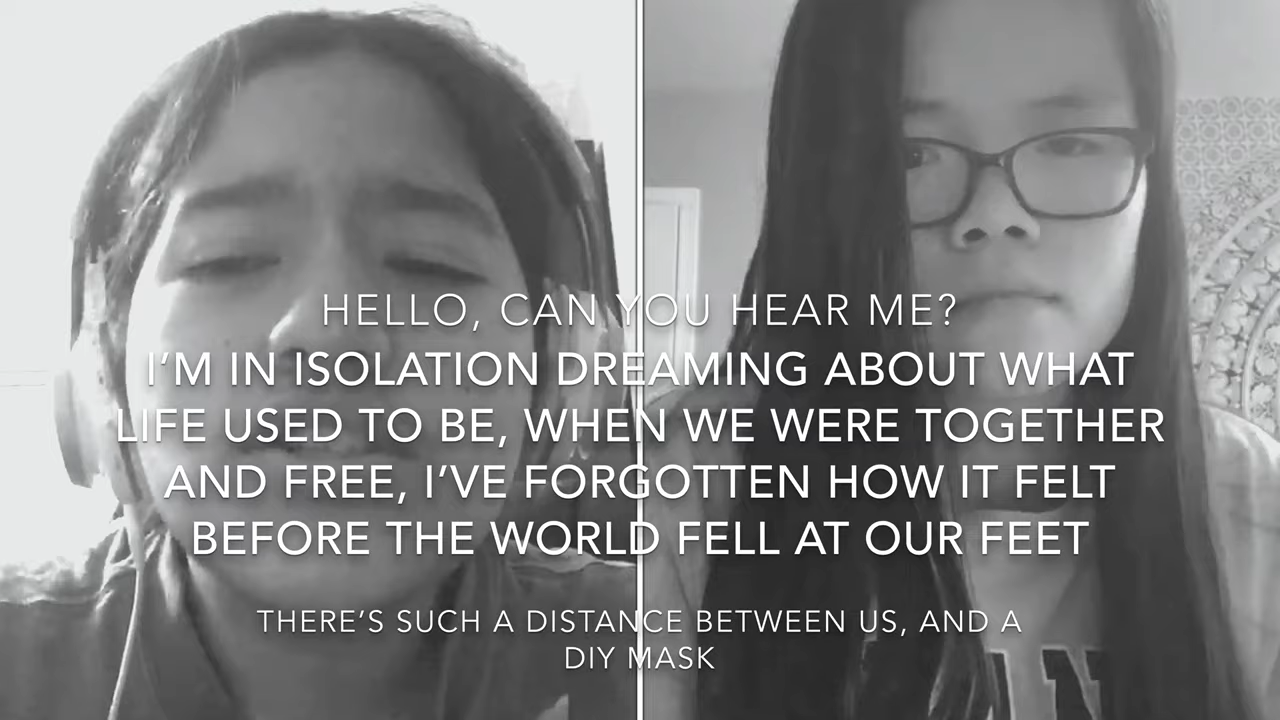 HELLO, CAN YOU HEAR ME?
I’M IN ISOLATION DREAMING ABOUT WHAT
LIFE USED TO BE, WHEN WE WERE TOGETHER
AND FREE, I’VE FORGOTTEN HOW IT FELT
BEFORE THE WORLD FELL AT OUR FEET
THERE’S SUCH A DISTANCE BETWEEN US, AND A
DIY MASK